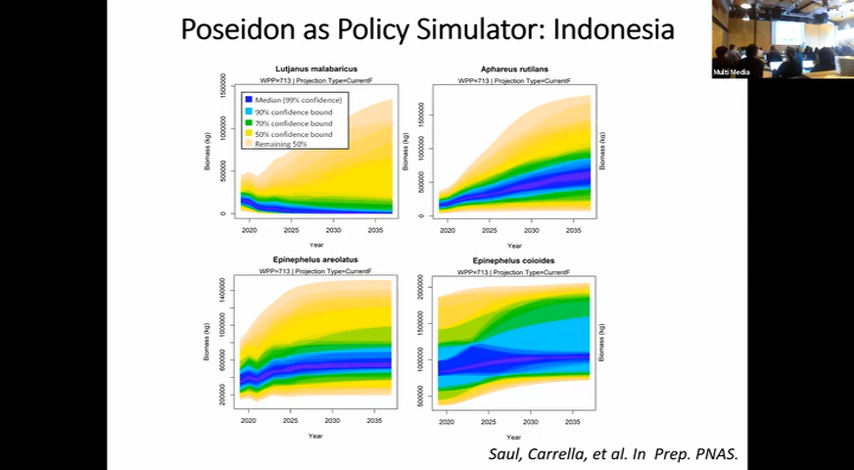 Poseidon as Policy Simulator: Indonesia
Multi Media
Lutjanus malabaricus
WPP=713 | Projection Type=CurrentF
Median (99% confidence)
90% confidence bound
70% confidence bound
50% confidence bound
Remaining 50%
Biomass (kg)
1500000
1000000
500000
0
2020 2025 2030 2035
Year
Aphareus rutilans
WPP=713 | Projection Type=CurrentF
Biomass (kg)
1500000
1000000
500000
0
Biomass (kg)
2020 2025 2030 2035
Year
Epinephelus areolatus
WPP=713 | Projection Type=CurrentF
Biomass (kg)
1400000
1000000
600000
200000
2020 2025 2030 2035
Year
Epinephelus coioides
WPP=713 | Projection Type=CurrentF
2000000
1500000
1000000
500000
Biomass (kg)
2020 2025 2030 2035
Year
Saul, Carrella, et al. In Prep. PNAS.